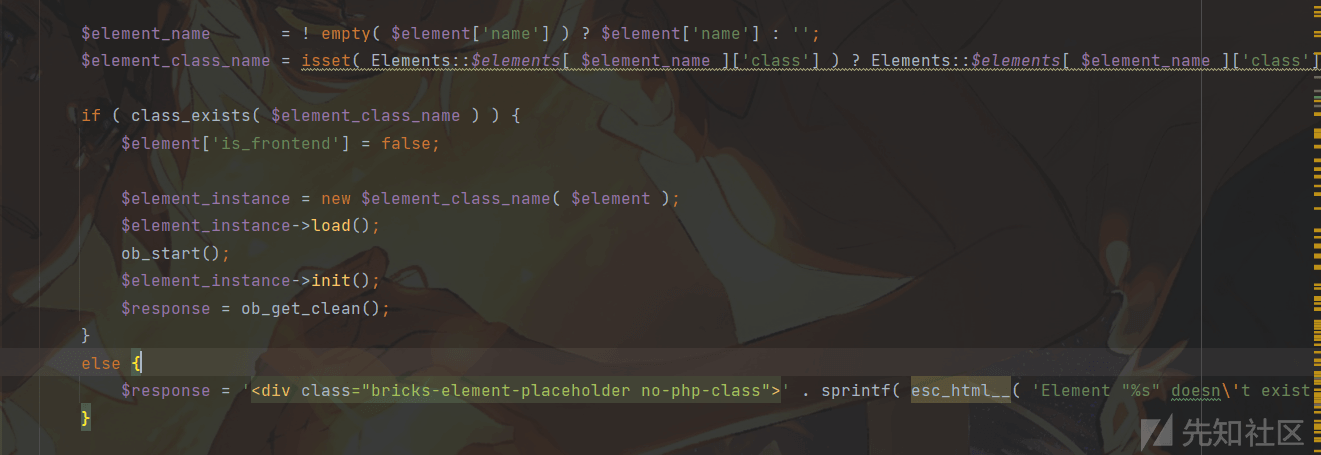 $element_name       = ! empty( $element['name'] ) ? $element['name'] : '';
$element_class_name = isset( Elements::$elements[ $element_name ]['class'] ) ? Elements::$elements[ $element_name ]['class']
if ( class_exists( $element_class_name ) ) {
$element['is_frontend'] = false;
$element_instance = new $element_class_name( $element );
$element_instance->load();
ob_start();
$element_instance->init();
$response = ob_get_clean();
}
else {
$response = '<div class="bricks-element-placeholder no-php-class">' . sprintf( esc_html__( 'Element "%s" doesn\'t exist
}
先知社区